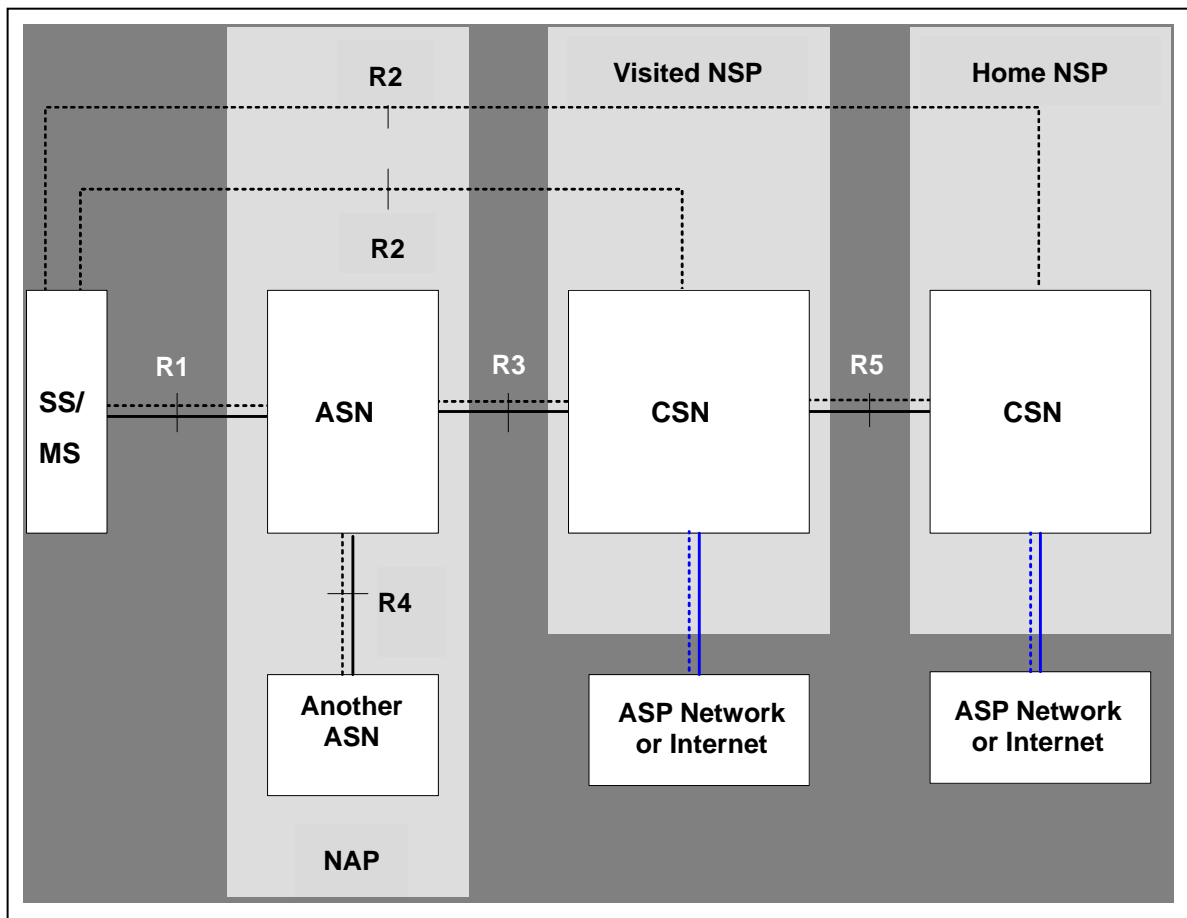 R2
Visited NSP
Home NSP
R2
R1
R3
R5
SS/
MS
ASN
CSN
CSN
R4
Another
ASN
ASP Network
or Internet
ASP Network
or Internet
NAP